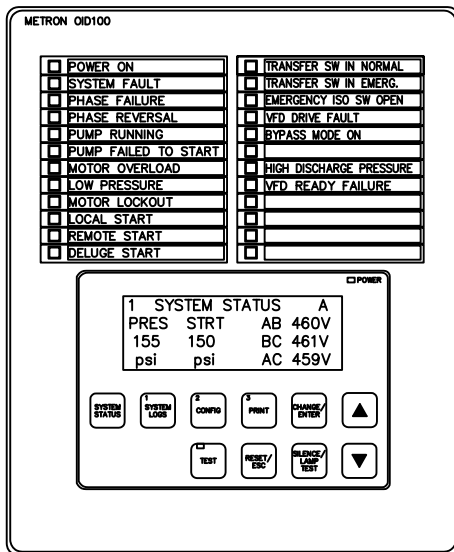 METRON OID100
POWER ON
SYSTEM FAULT
PHASE FAILURE
PHASE REVERSAL
PUMP RUNNING
PUMP FAILED TO START
MOTOR OVERLOAD
LOW PRESSURE
MOTOR LOCKOUT
LOCAL START
REMOTE START
DELUGE START
TRANSFER SW IN NORMAL
TRANSFER SW IN EMERG.
EMERGENCY ISO SW OPEN
VFD DRIVE FAULT
BYPASS MODE ON
HIGH DISCHARGE PRESSURE
VFD READY FAILURE
POWER
1 SYSTEM STATUS A
PRES STRT AB 460V
155 150 BC 461V
psi psi AC 459V
SYSTEM
STATUS
1
SYSTEM
LOGS
2
CONFIG
3
PRINT
CHANGE/
ENTER
TEST
RESET/
ESC
SILENCE/
LAMP
TEST